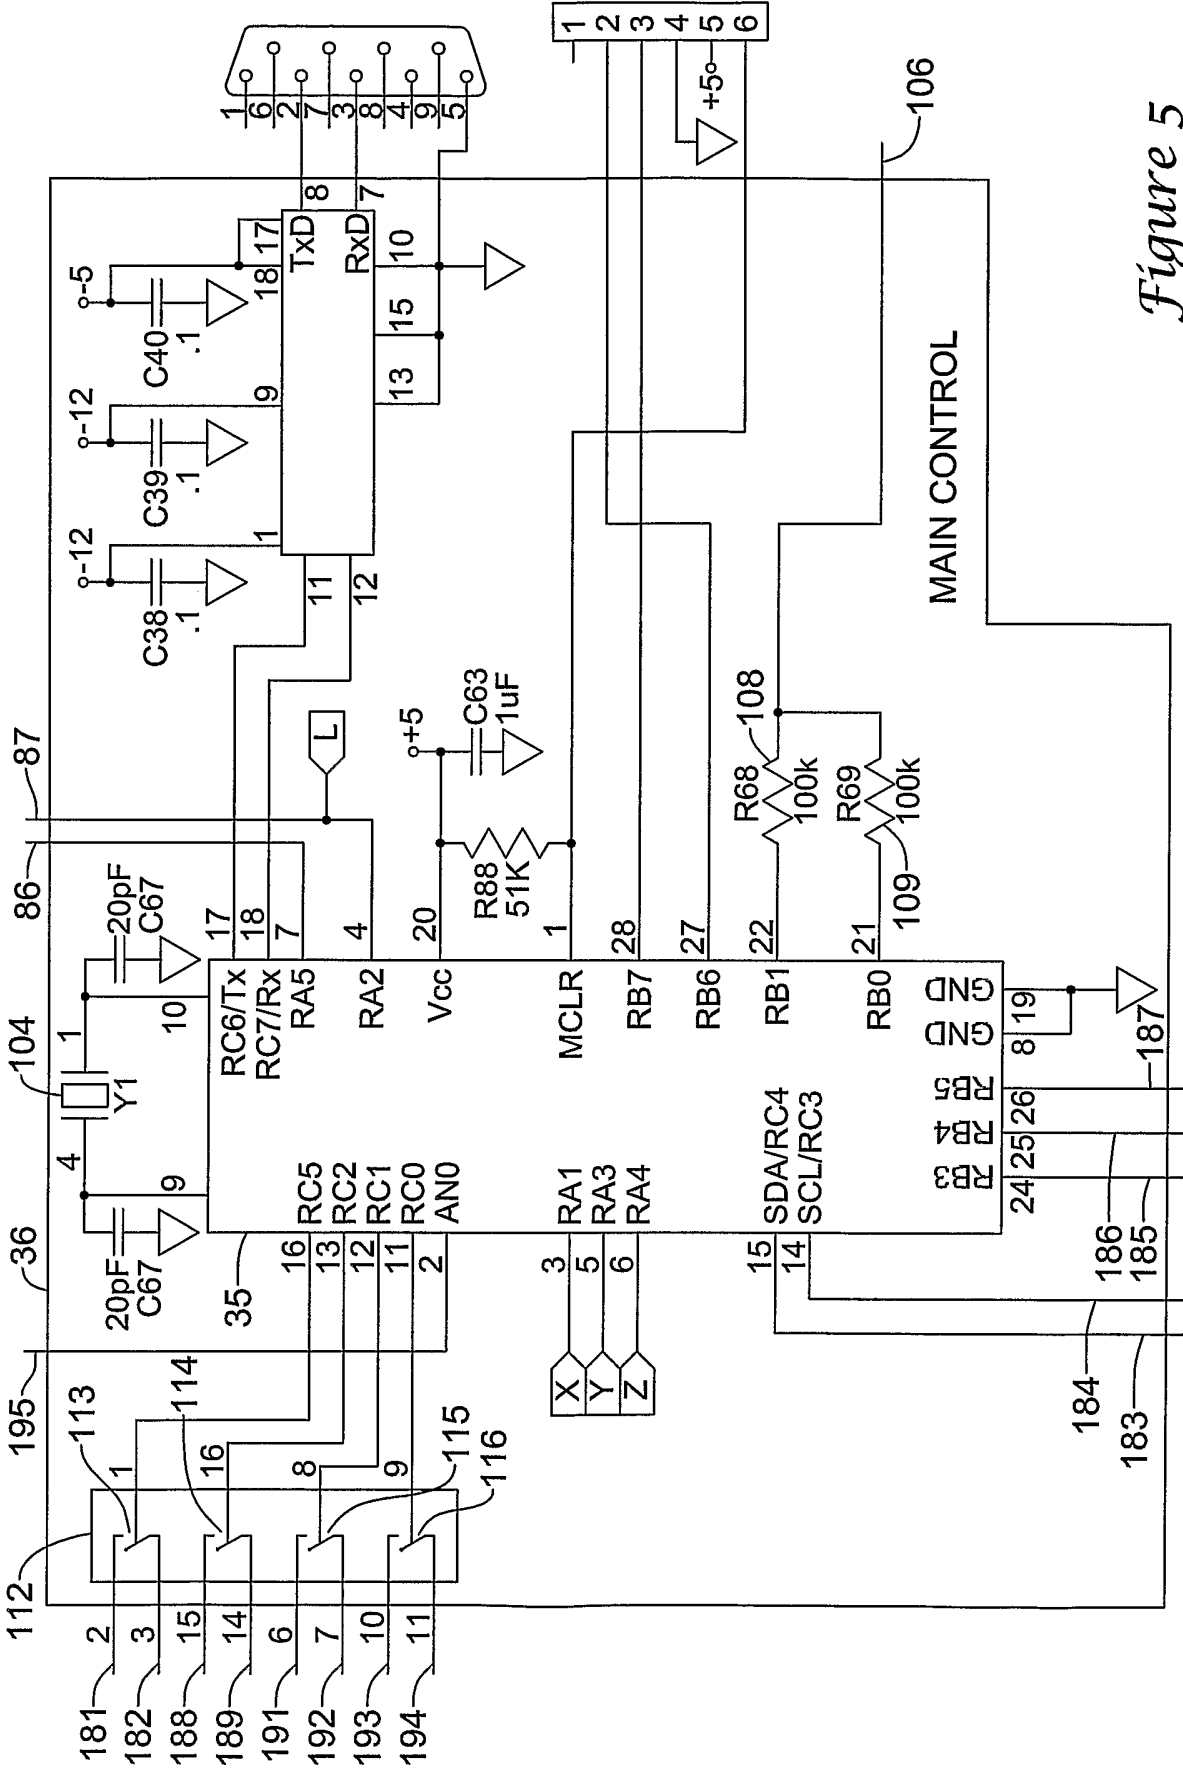 112
113
114
115
116
181
182
188
189
191
192
193
194
2
3
15
14
6
7
10
11
1
16
8
9
195
36
35
20pF
C67
4
104
1
Y1
20pF
C67
9
10
16
13
12
11
2
RC5
RC2
RC1
RC0
AN0
3
5
6
RA1
RA3
RA4
X
Y
Z
15
14
SDA/RC4
SCL/RC3
184
183
RC6/Tx
RC7/Rx
RA5
RA2
Vcc
MCLR
RB7
RB6
RB1
RB0
17
18
7
4
20
1
28
27
22
21
RB3
RB4
RB5
GND
GND
24
25
26
8
19
185
186
187
86
87
L
+5
C63
1uF
R88
51K
R68
100k
108
R69
100k
109
C38
.1
-12
C39
.1
-12
C40
.1
-5
1
9
18
17
11
12
TxD
RxD
8
7
13
15
10
1
6
2
7
3
8
4
9
5
1
2
3
4
5
6
+5
106
MAIN CONTROL
Figure 5